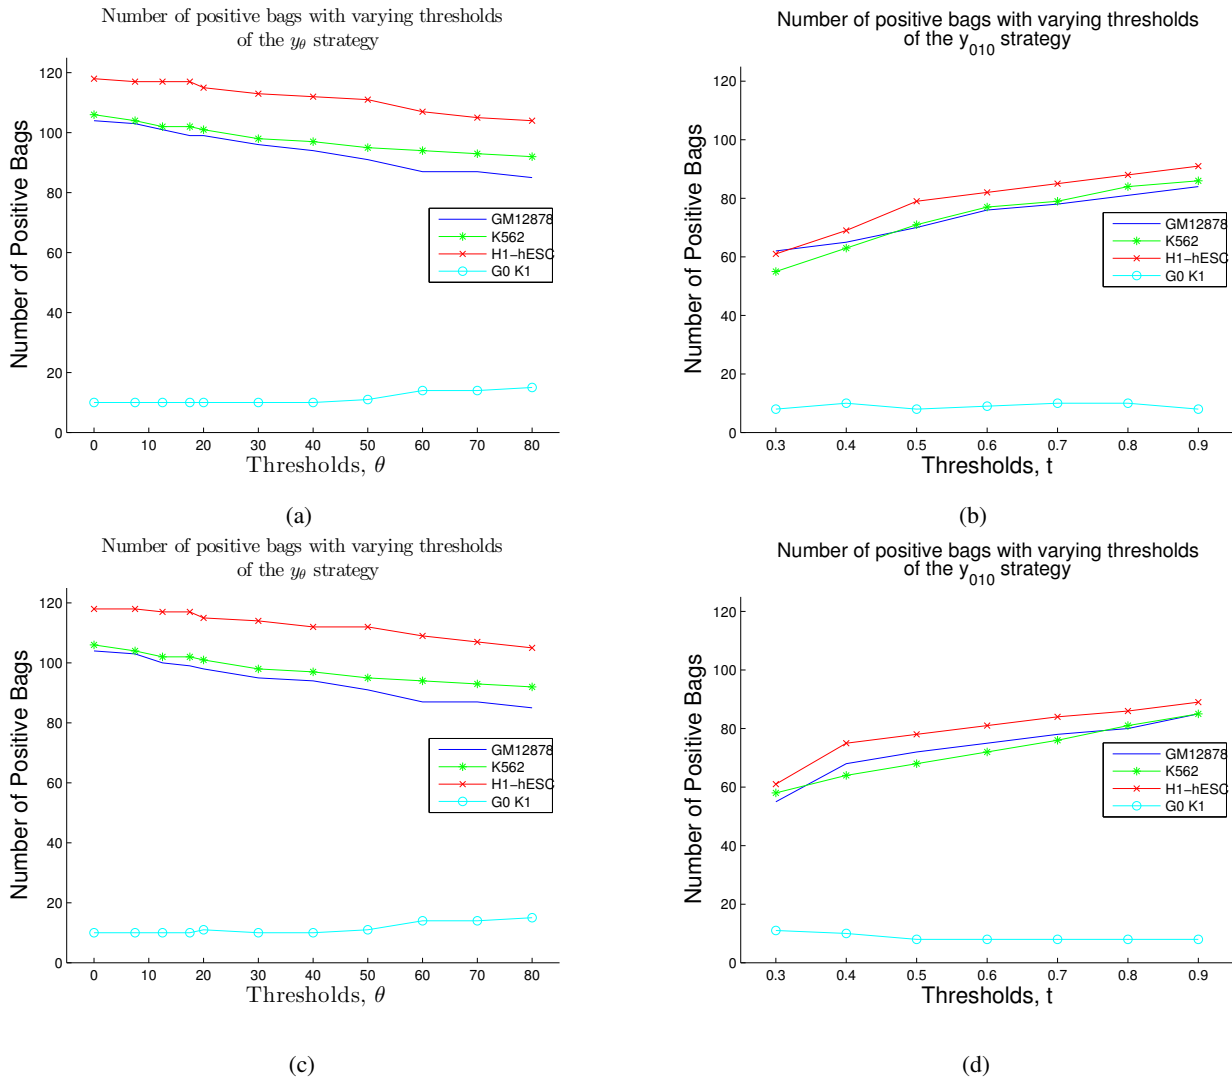 Number of positive bags with varying thresholds
of the yθ strategy
120
100
80
60
40
20
0
Number of Positive Bags
GM12878
K562
H1−hESC
G0 K1
0 10 20 30 40 50 60 70 80
Thresholds, θ
(a)
Number of positive bags with varying thresholds
of the y010 strategy
120
100
80
60
40
20
0
Number of Positive Bags
GM12878
K562
H1−hESC
G0 K1
0.3 0.4 0.5 0.6 0.7 0.8 0.9
Thresholds, t
(b)
Number of positive bags with varying thresholds
of the yθ strategy
120
100
80
60
40
20
0
Number of Positive Bags
GM12878
K562
H1−hESC
G0 K1
0 10 20 30 40 50 60 70 80
Thresholds, θ
(c)
Number of positive bags with varying thresholds
of the y010 strategy
120
100
80
60
40
20
0
Number of Positive Bags
GM12878
K562
H1−hESC
G0 K1
0.3 0.4 0.5 0.6 0.7 0.8 0.9
Thresholds, t
(d)